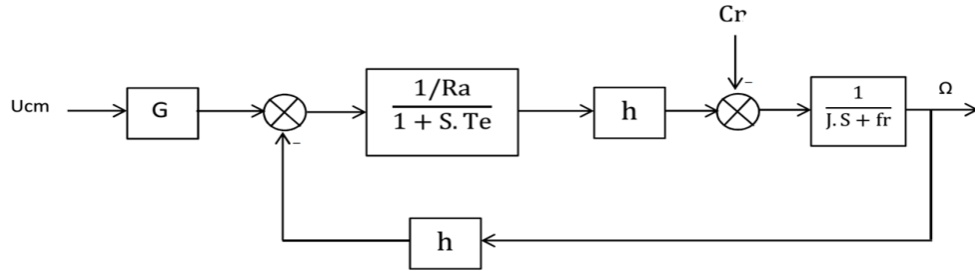 Cr
Ucm
G
1/Ra
1 + S. Te
h
-
1
J. S + fr
Ω
-
h